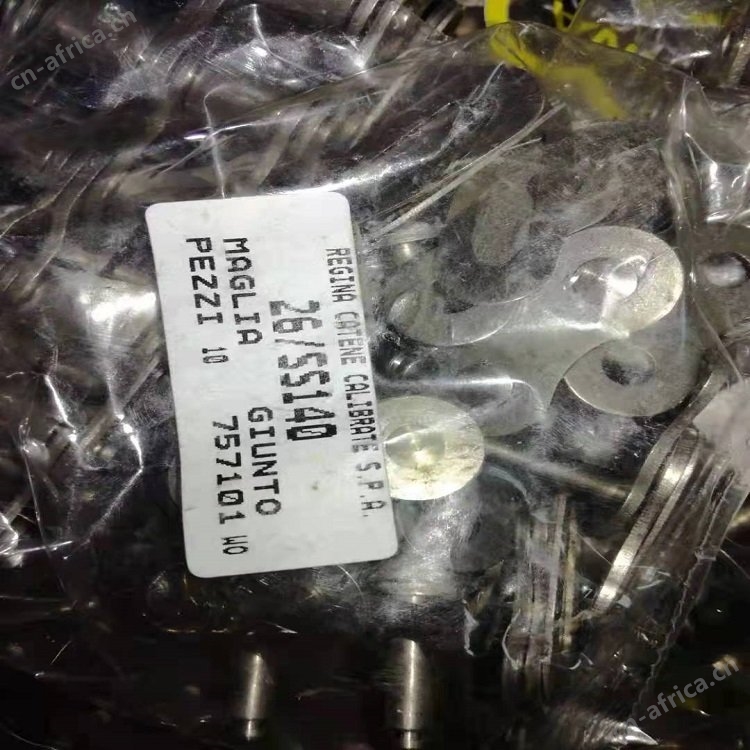 REGINA CATENE CALIBRATE S.P.A.
26/SS140
MAGLIA GIUNTO
PEZZI 10 757101 WO
cn-africa.cn
cn-africa.cn